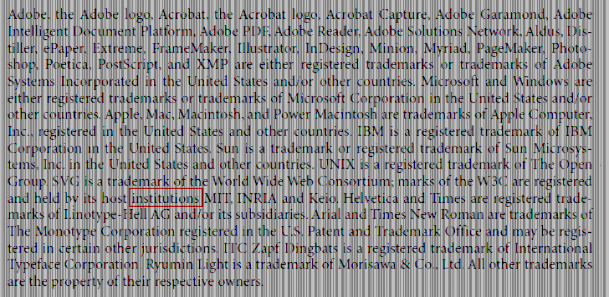 Adobe, the Adobe logo, Acrobat, the Acrobat logo, Acrobat Capture, Adobe Garamond, Adobe
Intelligent Document Platform, Adobe PDF, Adobe Reader, Adobe Solutions Network, Aldus, Dis-
tiller, ePaper, Extreme, FrameMaker, Illustrator, InDesign, Minion, Myriad, PageMaker, Photo-
shop, Poetica, PostScript, and XMP are either registered trademarks or trademarks of Adobe
Systems Incorporated in the United States and/or other countries. Microsoft and Windows are
either registered trademarks or trademarks of Microsoft Corporation in the United States and/or
other countries. Apple, Mac, Macintosh, and Power Macintosh are trademarks of Apple Computer,
Inc., registered in the United States and other countries. IBM is a registered trademark of IBM
Corporation in the United States. Sun is a trademark or registered trademark of Sun Microsys-
tems, Inc. in the United States and other countries. UNIX is a registered trademark of The Open
Group. SVG is a trademark of the World Wide Web Consortium; marks of the W3C are registered
and held by its host institutions MIT, INRIA and Keio. Helvetica and Times are registered trade-
marks of Linotype-Hell AG and/or its subsidiaries. Arial and Times New Roman are trademarks of
The Monotype Corporation registered in the U.S. Patent and Trademark Office and may be regis-
tered in certain other jurisdictions. ITC Zapf Dingbats is a registered trademark of International
Typeface Corporation. Ryumin Light is a trademark of Morisawa & Co., Ltd. All other trademarks
are the property of their respective owners.